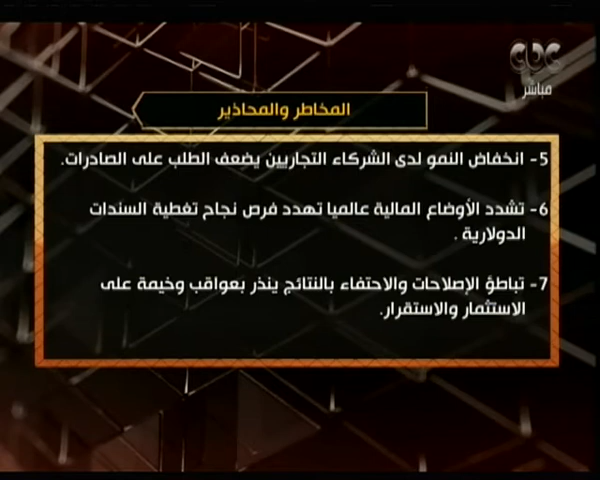 cbc
مباشر
المخاطر والمحاذير
5- انخفاض النمو لدى الشركاء التجاريين يضعف الطلب على الصادرات.
6- تشدد الأوضاع المالية عالميا تهدد فرص نجاح تغطية السندات
الدولارية .
7- تباطؤ الإصلاحات والاحتفاء بالنتائج ينذر بعواقب وخيمة على
الاستثمار والاستقرار.